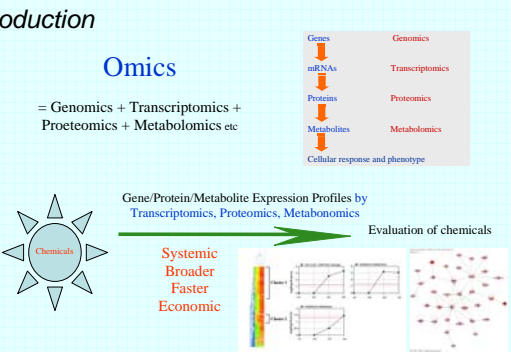 oduction
Omics
= Genomics + Transcriptomics +
Proeteomics + Metabolomics etc
Genes Genomics
mRNAs Transcriptomics
Proteins Proteomics
Metabolites Metabolomics
Cellular response and phenotype
Gene/Protein/Metabolite Expression Profiles by
Transcriptomics, Proteomics, Metabonomics
Chemicals
Evaluation of chemicals
Systemic
Broader
Faster
Economic